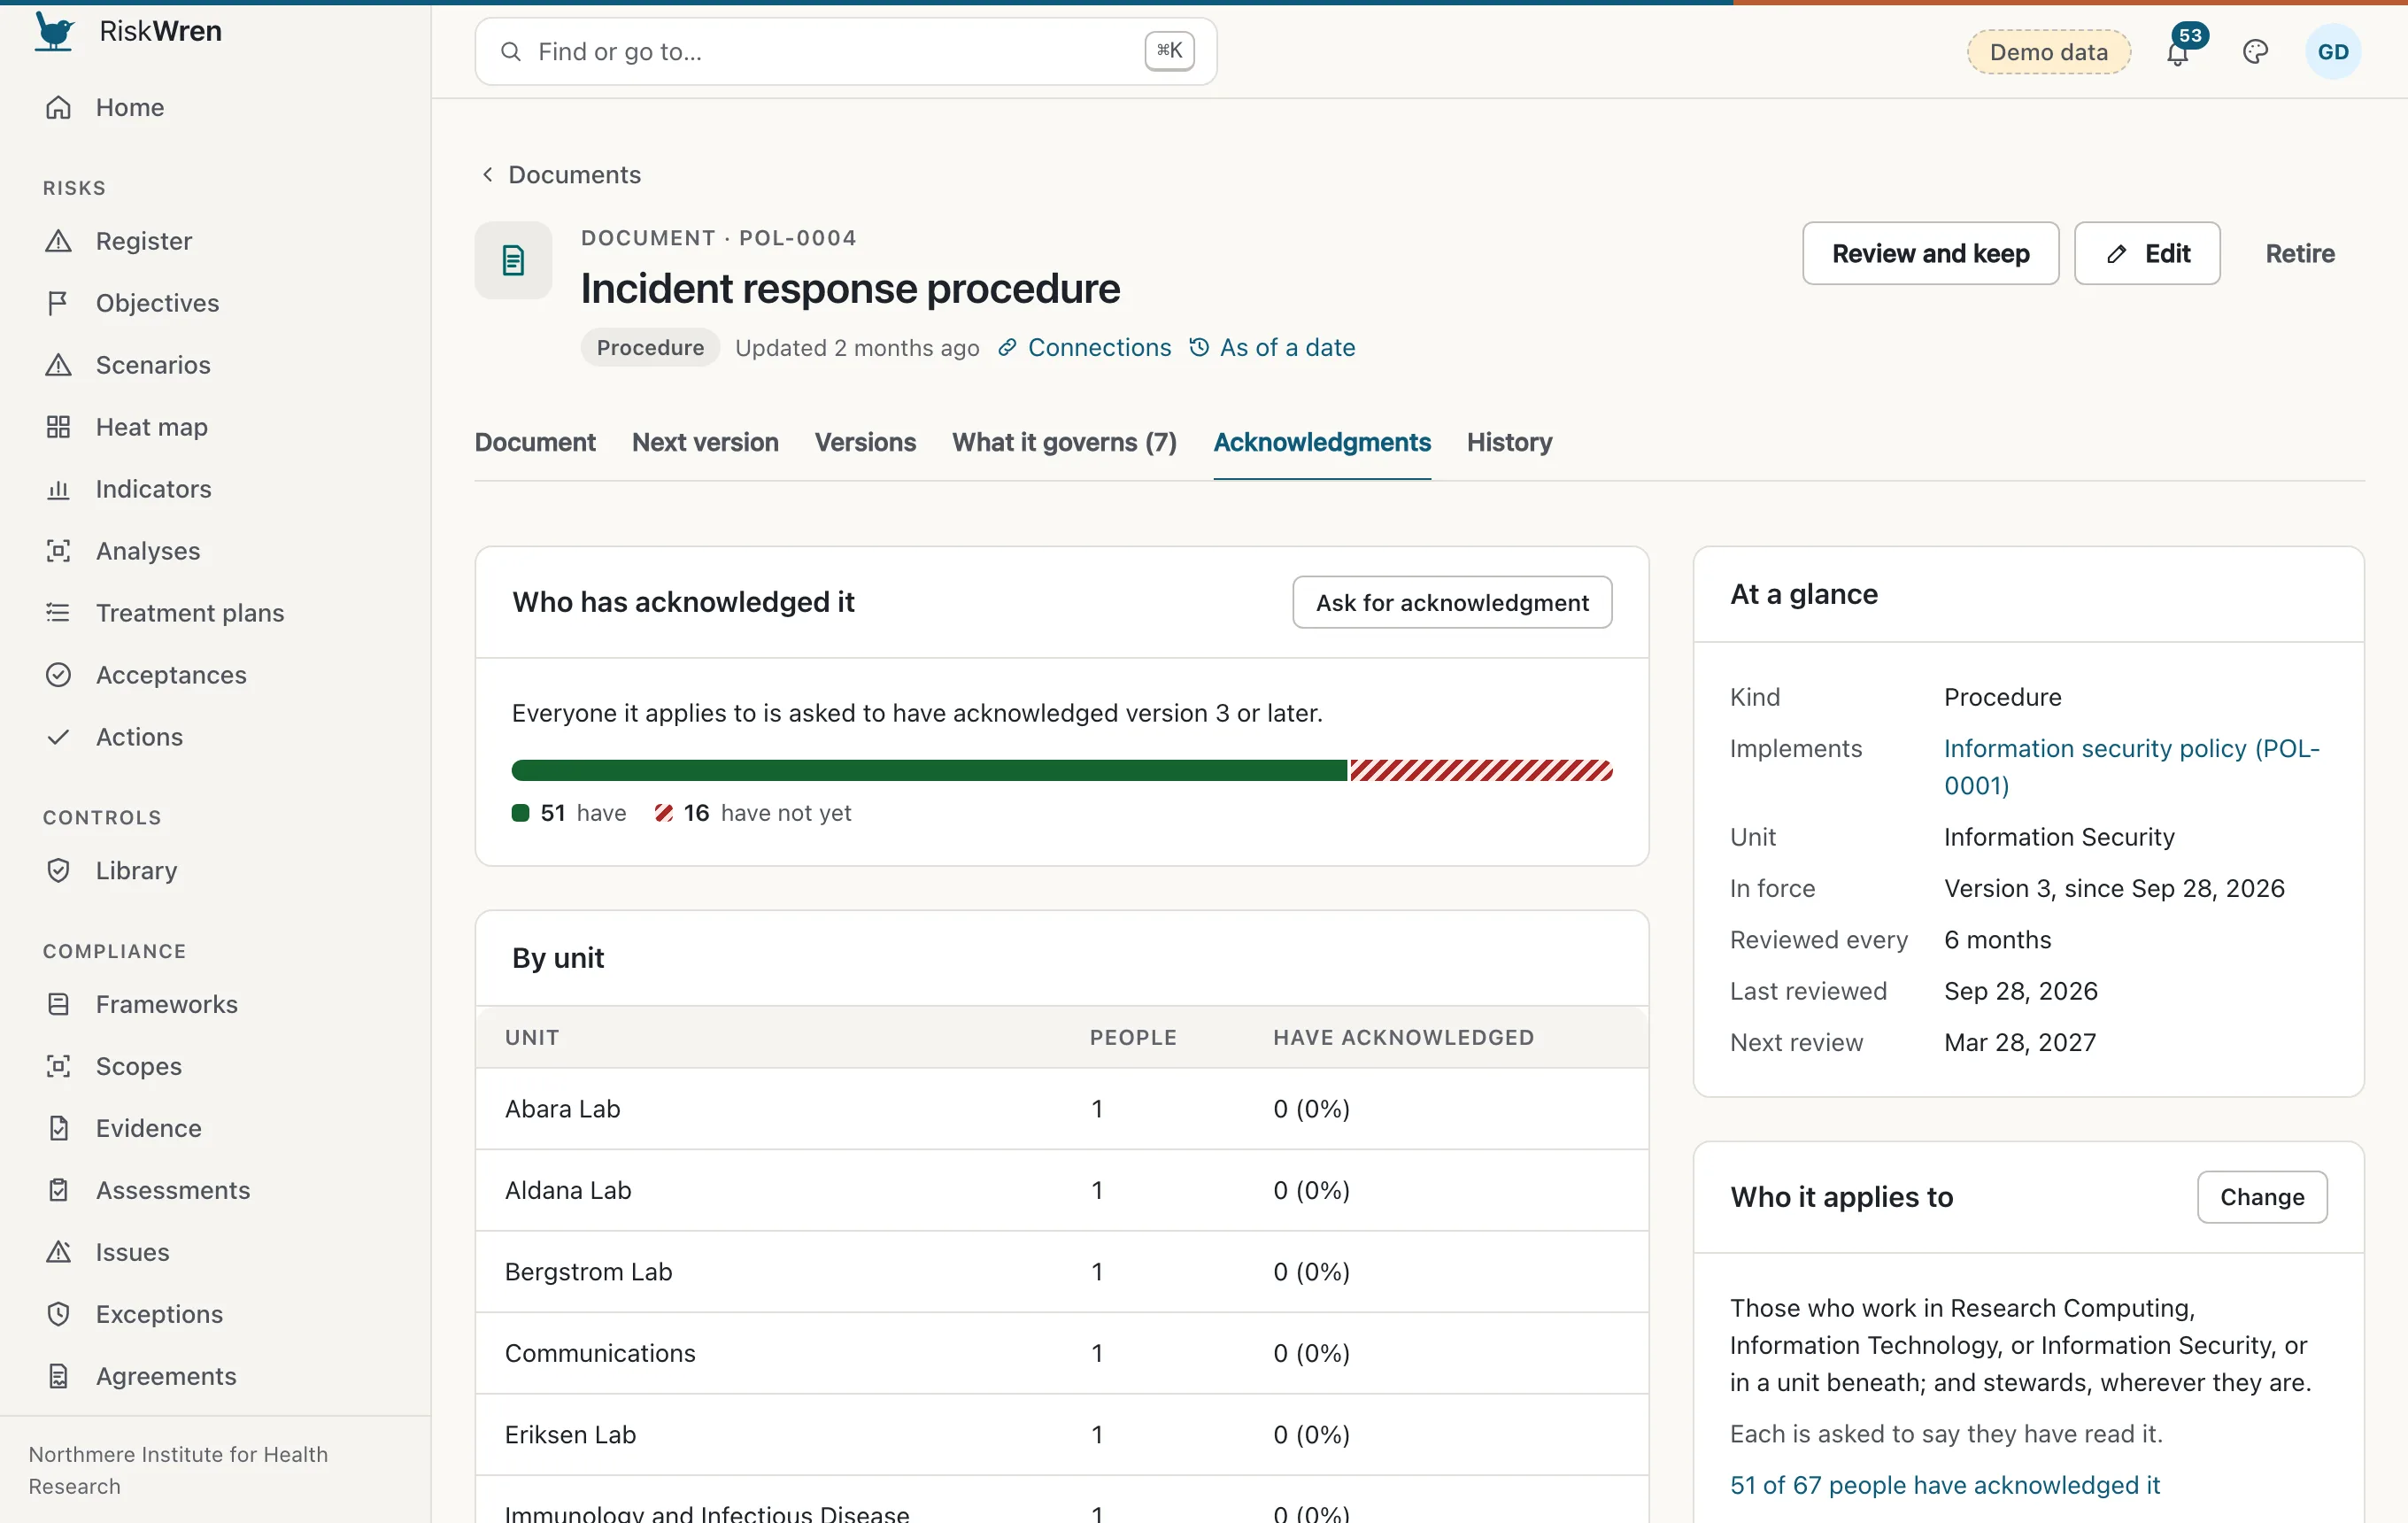 RiskWren
Find or go to...
⌘K
Demo data
53
GD
Home
RISKS
Register
Objectives
Scenarios
Heat map
Indicators
Analyses
Treatment plans
Acceptances
Actions
CONTROLS
Library
COMPLIANCE
Frameworks
Scopes
Evidence
Assessments
Issues
Exceptions
Agreements
Northmere Institute for Health
Research
Documents
DOCUMENT · POL-0004
Incident response procedure
Procedure Updated 2 months ago Connections As of a date
Review and keep
Edit
Retire
Document Next version Versions What it governs (7) Acknowledgments History
Who has acknowledged it
Ask for acknowledgment
Everyone it applies to is asked to have acknowledged version 3 or later.
51 have 16 have not yet
By unit
UNIT PEOPLE HAVE ACKNOWLEDGED
Abara Lab 1 0 (0%)
Aldana Lab 1 0 (0%)
Bergstrom Lab 1 0 (0%)
Communications 1 0 (0%)
Eriksen Lab 1 0 (0%)
Immunology and Infectious Disease 1 0 (0%)
At a glance
Kind Procedure
Implements Information security policy (POL-
0001)
Unit Information Security
In force Version 3, since Sep 28, 2026
Reviewed every 6 months
Last reviewed Sep 28, 2026
Next review Mar 28, 2027
Who it applies to
Change
Those who work in Research Computing,
Information Technology, or Information Security, or
in a unit beneath; and stewards, wherever they are.
Each is asked to say they have read it.
51 of 67 people have acknowledged it